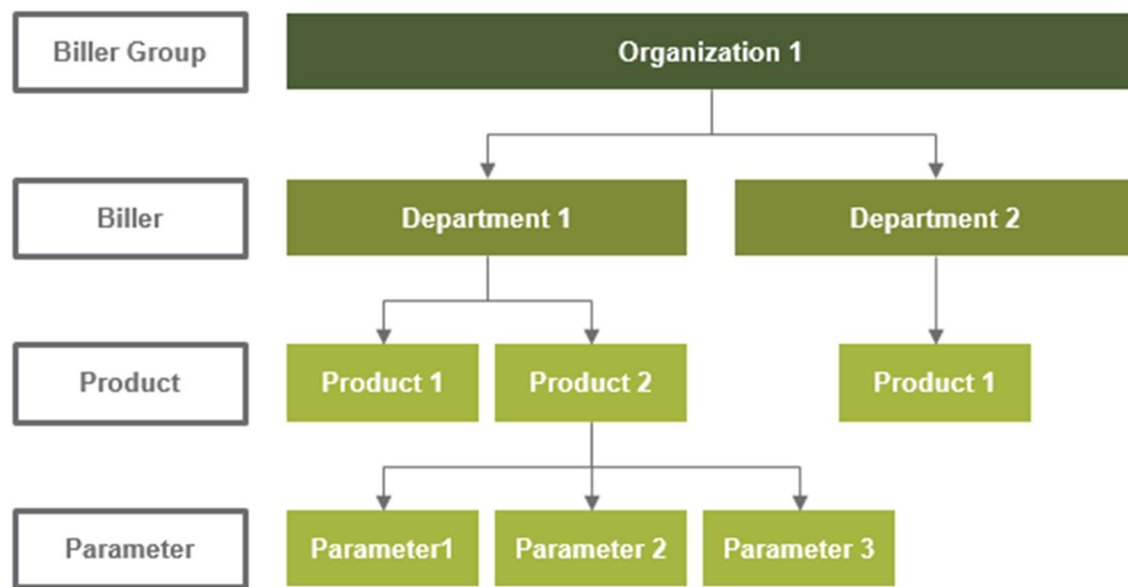 Biller Group
Organization 1
Biller
Department 1
Department 2
Product
Product 1
Product 2
Product 1
Parameter
Parameter1
Parameter 2
Parameter 3